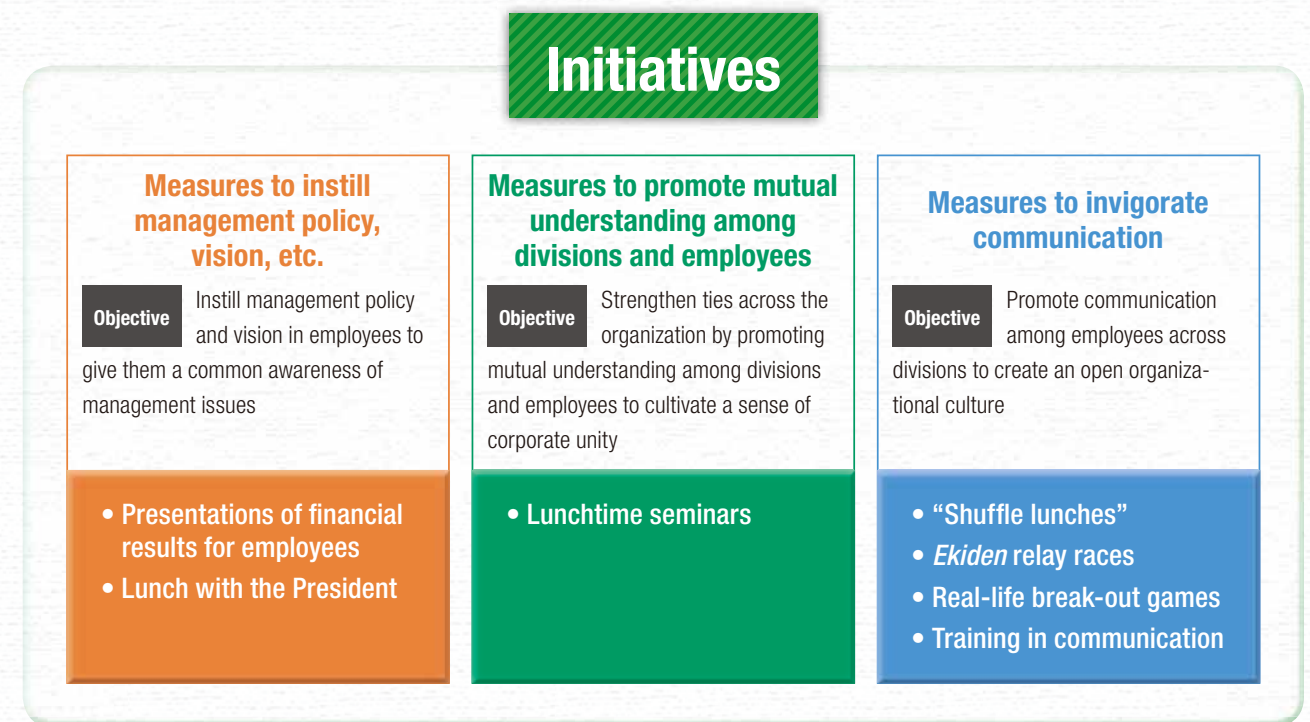 Initiatives
Measures to instill
management policy,
vision, etc.
Objective
Instill management policy
and vision in employees to
give them a common awareness of
management issues
• Presentations of financial
results for employees
• Lunch with the President
Measures to promote mutual
understanding among
divisions and employees
Objective
Strengthen ties across the
organization by promoting
mutual understanding among divisions
and employees to cultivate a sense of
corporate unity
• Lunchtime seminars
Measures to invigorate
communication
Objective
Promote communication
among employees across
divisions to create an open organiza-
tional culture
• “Shuffle lunches”
• Ekiden relay races
• Real-life break-out games
• Training in communication